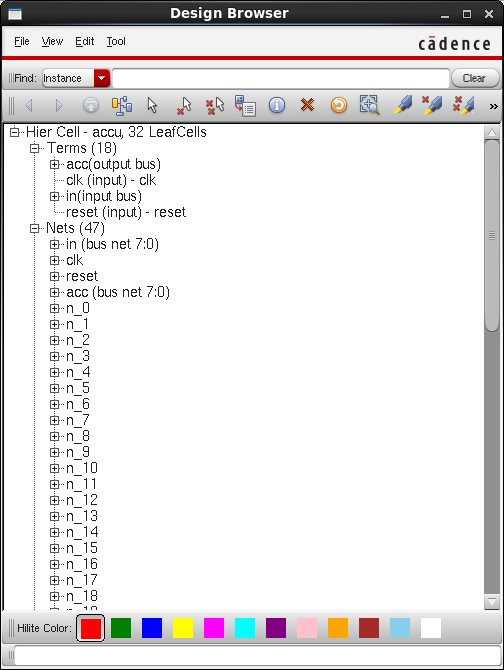 Design Browser
File View Edit Tool
cādence
Find: Instance Clear
»
Hier Cell - accu, 32 LeafCells
Terms (18)
acc(output bus)
clk (input) - clk
in(input bus)
reset (input) - reset
Nets (47)
in (bus net 7:0)
clk
reset
acc (bus net 7:0)
n_0
n_1
n_2
n_3
n_4
n_5
n_6
n_7
n_8
n_9
n_10
n_11
n_12
n_13
n_14
n_15
n_16
n_17
n_18
Hilite Color: